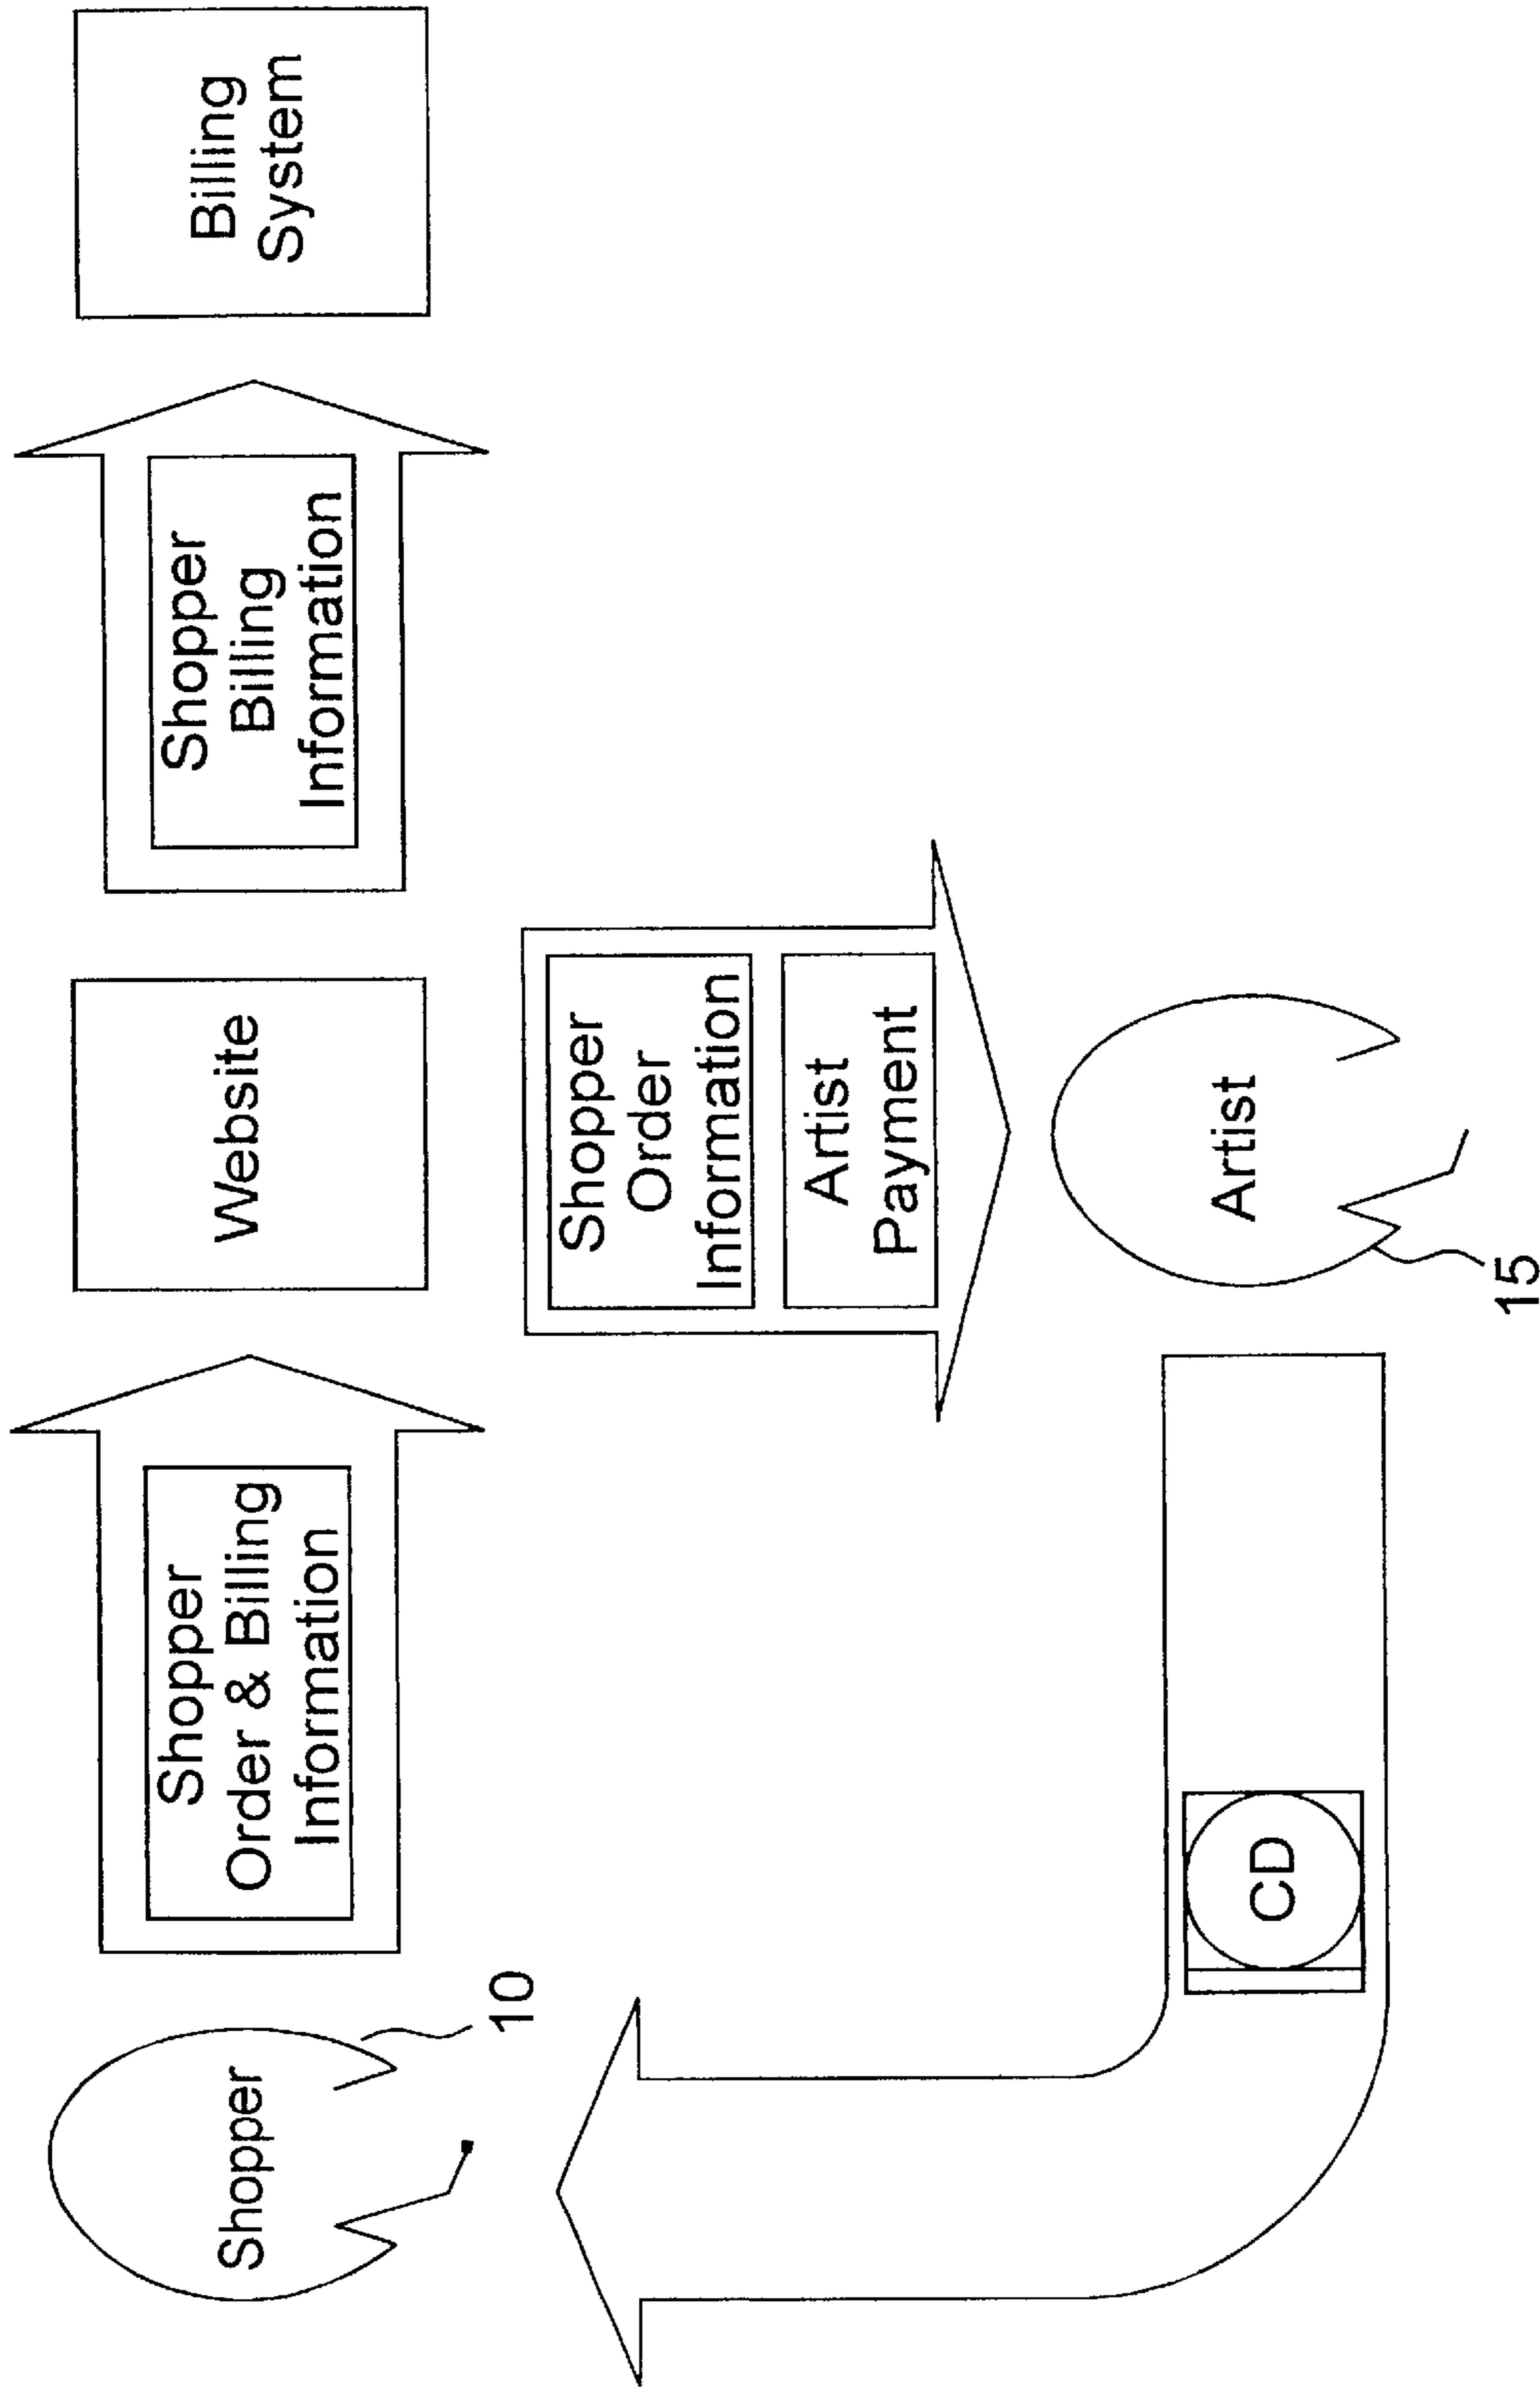 Shopper
10
Shopper
Order & Billing
Information
Website
Shopper
Billing
Information
Billing
System
Shopper
Order
Information
Artist
Payment
Artist
15
CD